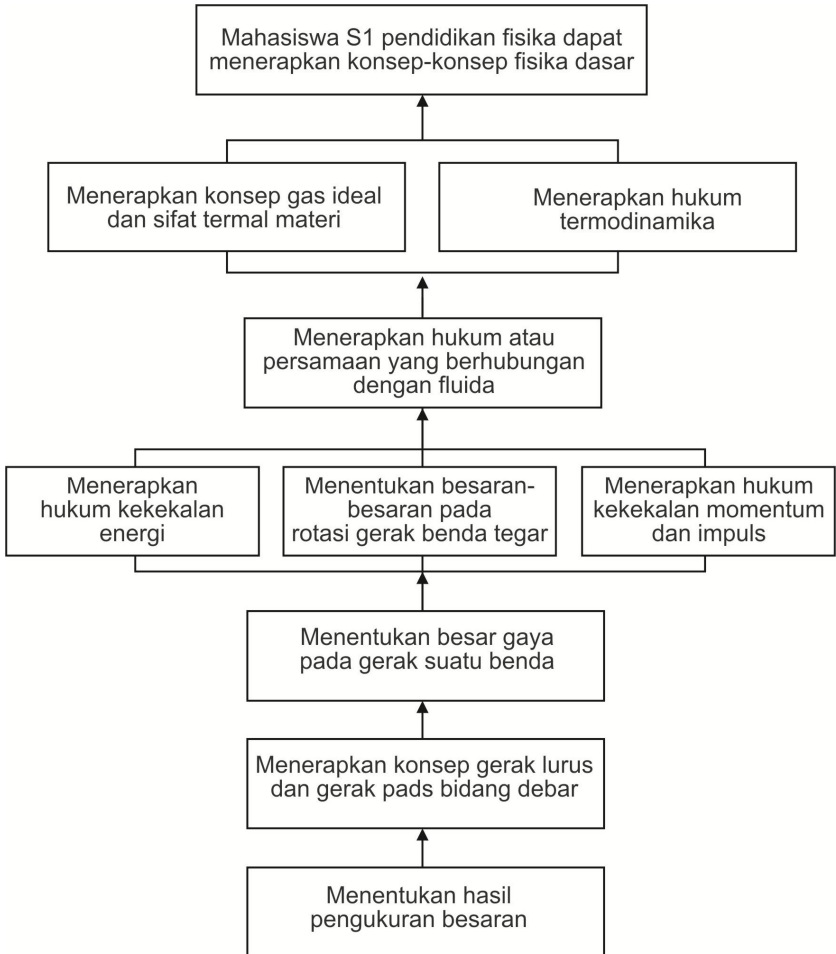 Mahasiswa S1 pendidikan fisika dapat
menerapkan konsep-konsep fisika dasar
Menerapkan konsep gas ideal
dan sifat termal materi
Menerapkan hukum
termodinamika
Menerapkan hukum atau
persamaan yang berhubungan
dengan fluida
Menerapkan
hukum kekekalan
energi
Menentukan besaran-
besaran pada
rotasi gerak benda tegar
Menerapkan hukum
kekekalan momentum
dan impuls
Menentukan besar gaya
pada gerak suatu benda
Menerapkan konsep gerak lurus
dan gerak pads bidang debar
Menentukan hasil
pengukuran besaran